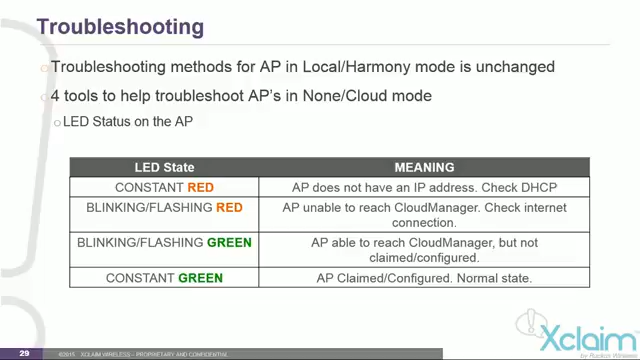 Troubleshooting
Troubleshooting methods for AP in Local/Harmony mode is unchanged
4 tools to help troubleshoot AP's in None/Cloud mode
LED Status on the AP
LED State MEANING
CONSTANT RED AP does not have an IP address. Check DHCP
BLINKING/FLASHING RED AP unable to reach CloudManager. Check internet
connection.
BLINKING/FLASHING GREEN AP able to reach CloudManager, but not
claimed/configured.
CONSTANT GREEN AP Claimed/Configured. Normal state.
Xclaim
by Ruckus Wireless
29 ©2015 XCLAIM WIRELESS – PROPRIETARY AND CONFIDENTIAL